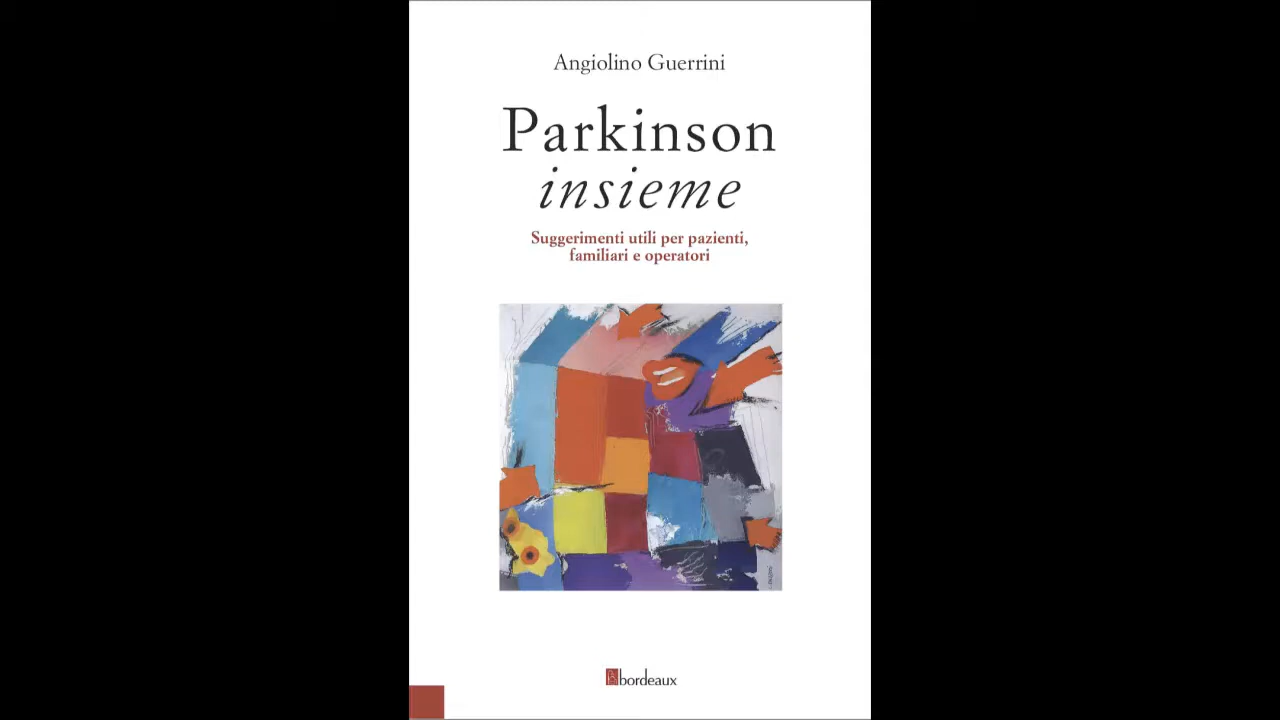 Angiolino Guerrini
Parkinson
insieme
Suggerimenti utili per pazienti,
familiari e operatori
bordeaux